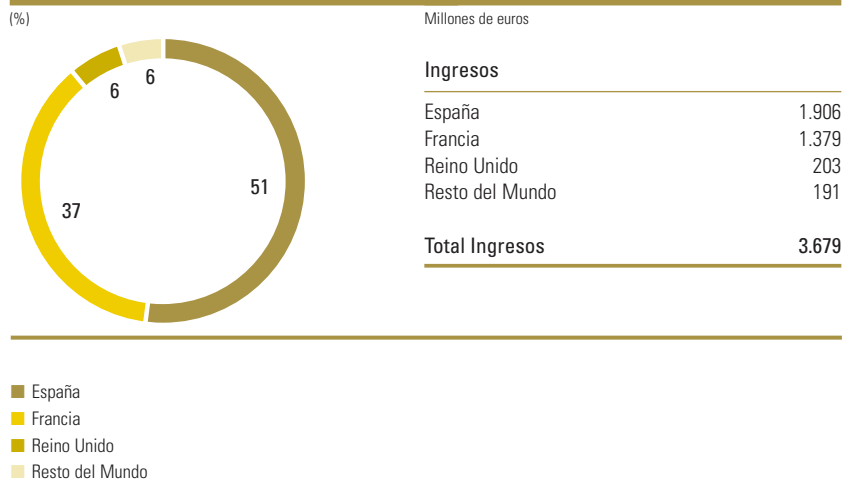 (%)
6
6
51
37
Millones de euros
Ingresos
España 1.906
Francia 1.379
Reino Unido 203
Resto del Mundo 191
Total Ingresos 3.679
España
Francia
Reino Unido
Resto del Mundo